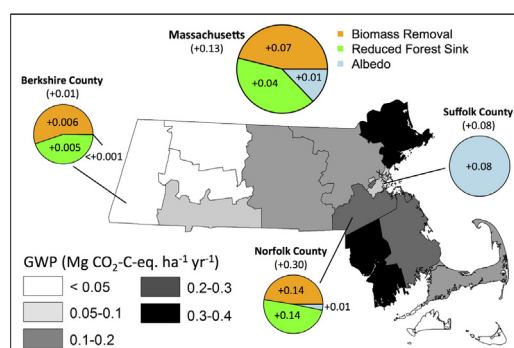 Massachusetts
(+0.13)
Biomass Removal
Reduced Forest Sink
Albedo
+0.07
+0.04
+0.01
Berkshire County
(+0.01)
+0.006
+0.005
<+0.001
Suffolk County
(+0.08)
+0.08
GWP (Mg CO₂-C-eq. ha⁻¹ yr⁻¹)
< 0.05
0.05-0.1
0.1-0.2
0.2-0.3
0.3-0.4
Norfolk County
(+0.30)
+0.14
+0.14
+0.01